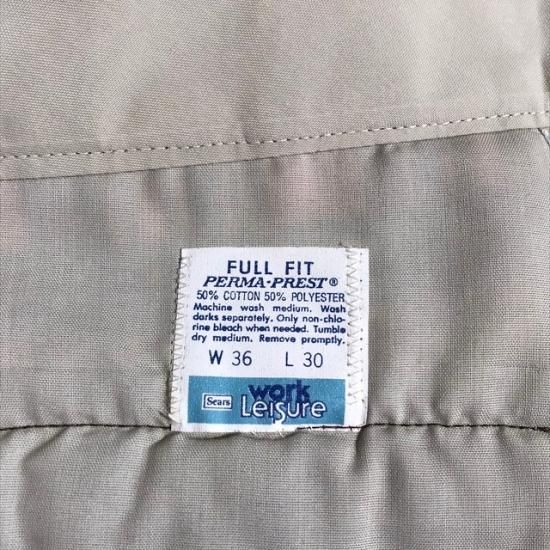 FULL FIT
PERMA-PREST®
50% COTTON 50% POLYESTER
Machine wash medium. Wash
darks separately. Only non-chlo-
rine bleach when needed. Tumble
dry medium. Remove promptly.
W 36 L 30
Sears work
Leisure